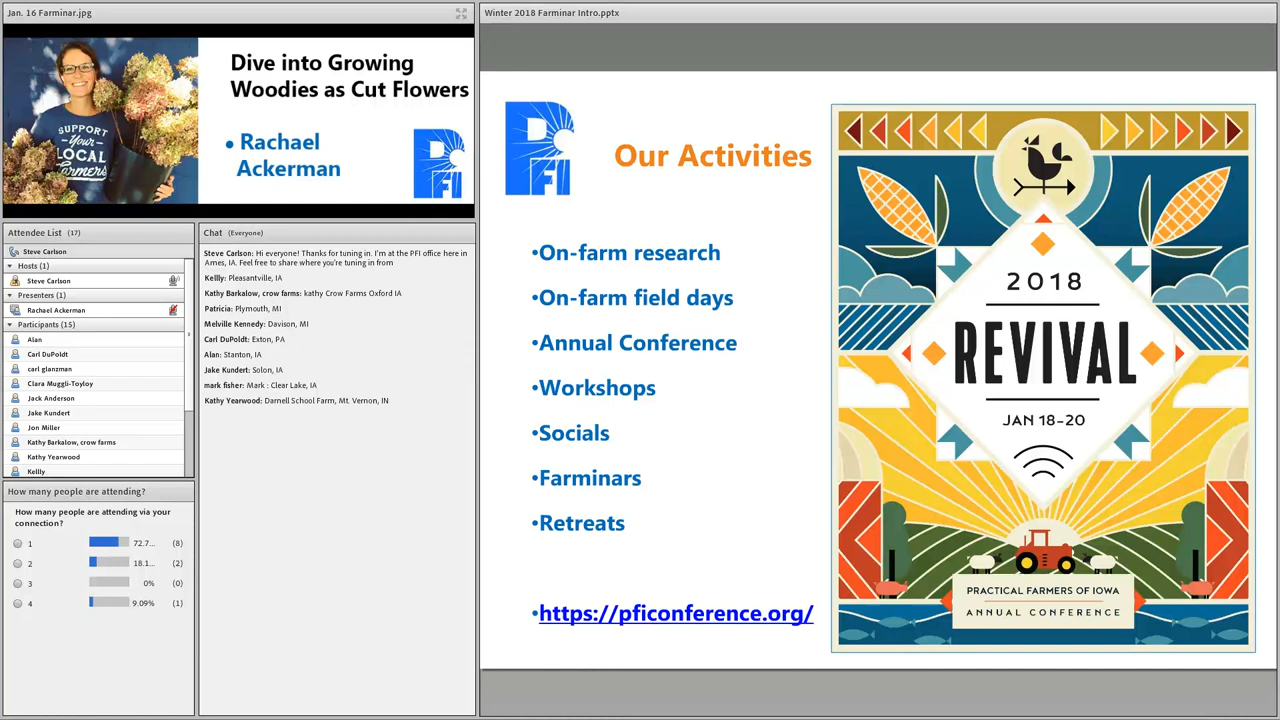 Jan. 16 Farminar.jpg
Dive into Growing
Woodies as Cut Flowers
• Rachael
Ackerman
SUPPORT
Your
LOCAL
Farmers
PFI
Attendee List (17)
Steve Carlson
Hosts (1)
Steve Carlson
Presenters (1)
Rachael Ackerman
Participants (15)
Alan
Carl DuPoldt
carl glanzman
Clara Muggli-Toyloy
Jack Anderson
Jake Kundert
Jon Miller
Kathy Barkalow, crow farms
Kathy Yearwood
Kellly
How many people are attending?
How many people are attending via your
connection?
1 72.7... (8)
2 18.1... (2)
3 0% (0)
4 9.09% (1)
Chat (Everyone)
Steve Carlson: Hi everyone! Thanks for tuning in. I'm at the PFI office here in
Ames, IA. Feel free to share where you're tuning in from
Kellly: Pleasantville, IA
Kathy Barkalow, crow farms: kathy Crow Farms Oxford IA
Patricia: Plymouth, MI
Melville Kennedy: Davison, MI
Carl DuPoldt: Exton, PA
Alan: Stanton, IA
Jake Kundert: Solon, IA
mark fisher: Mark : Clear Lake, IA
Kathy Yearwood: Darnell School Farm, Mt. Vernon, IN
Winter 2018 Farminar Intro.pptx
PFI
Our Activities
•On-farm research
•On-farm field days
•Annual Conference
•Workshops
•Socials
•Farminars
•Retreats
•https://pficonference.org/
2018
REVIVAL
JAN 18-20
PRACTICAL FARMERS OF IOWA
ANNUAL CONFERENCE